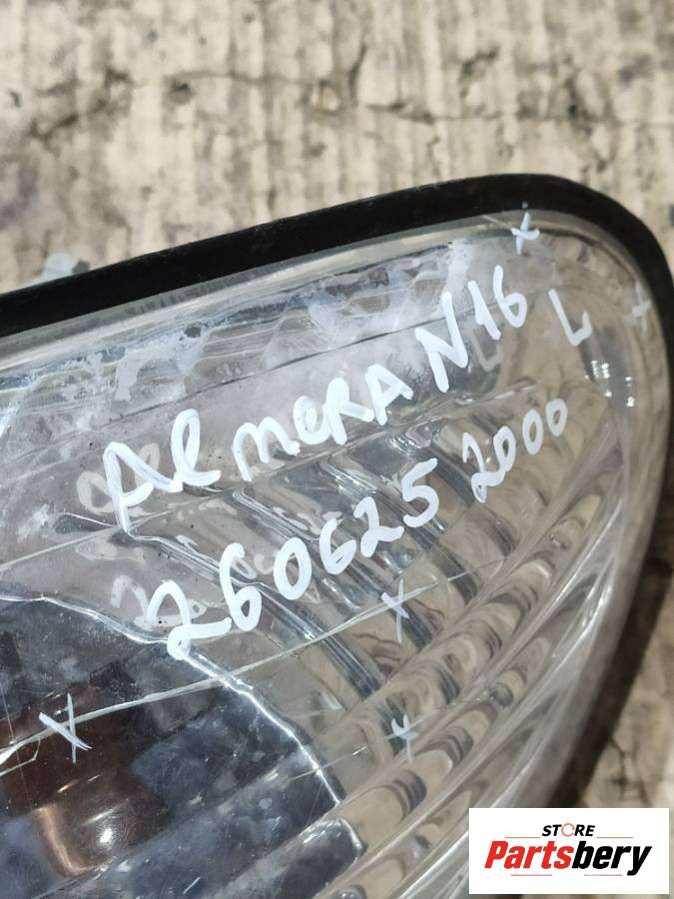 Almera N16 L
260625 2000
STORE
Partsbery